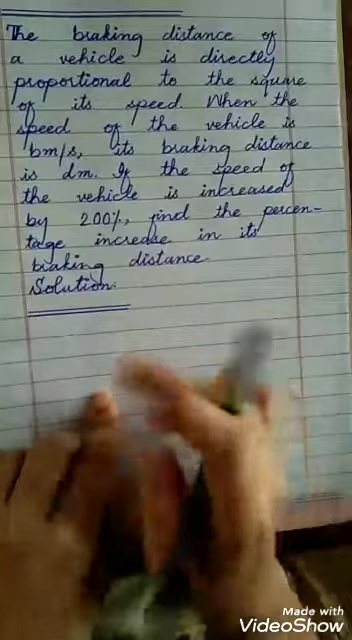 The braking distance of
a vehicle is directly
proportional to the square
of its speed. When the
speed of the vehicle is
bm/s, its braking distance
is dm. If the speed of
the vehicle is increased
by 200%, find the percen-
tage increase in its
braking distance.
Solution.
Made with
VideoShow